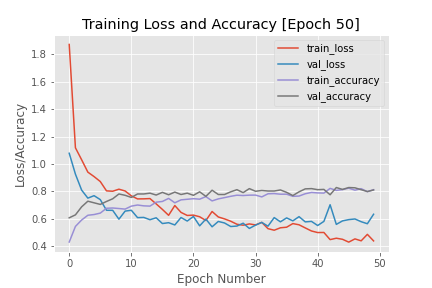 Training Loss and Accuracy [Epoch 50]
train_loss
val_loss
train_accuracy
val_accuracy
Loss/Accuracy
1.8
1.6
1.4
1.2
1.0
0.8
0.6
0.4
0
10
20
30
40
50
Epoch Number